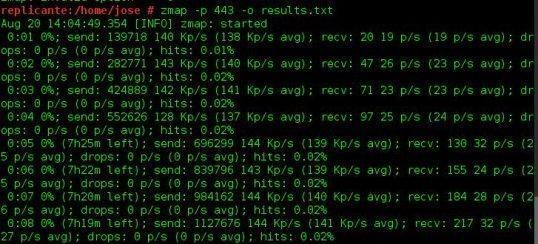 replicante:/home/jose # zmap -p 443 -o results.txt
Aug 20 14:04:49.354 [INFO] zmap: started
0:01 0%; send: 139718 140 Kp/s (138 Kp/s avg); recv: 20 19 p/s (19 p/s avg); dr
ops: 0 p/s (0 p/s avg); hits: 0.01%
0:02 0%; send: 282771 143 Kp/s (140 Kp/s avg); recv: 47 26 p/s (23 p/s avg); dr
ops: 0 p/s (0 p/s avg); hits: 0.02%
0:03 0%; send: 424889 142 Kp/s (141 Kp/s avg); recv: 71 23 p/s (23 p/s avg); dr
ops: 0 p/s (0 p/s avg); hits: 0.02%
0:04 0%; send: 552626 128 Kp/s (137 Kp/s avg); recv: 97 25 p/s (24 p/s avg); dr
ops: 0 p/s (0 p/s avg); hits: 0.02%
0:05 0% (7h25m left); send: 696299 144 Kp/s (139 Kp/s avg); recv: 130 32 p/s (2
5 p/s avg); drops: 0 p/s (0 p/s avg); hits: 0.02%
0:06 0% (7h22m left); send: 839796 143 Kp/s (139 Kp/s avg); recv: 155 24 p/s (2
5 p/s avg); drops: 0 p/s (0 p/s avg); hits: 0.02%
0:07 0% (7h20m left); send: 984162 144 Kp/s (140 Kp/s avg); recv: 184 28 p/s (2
6 p/s avg); drops: 0 p/s (0 p/s avg); hits: 0.02%
0:08 0% (7h19m left); send: 1127676 144 Kp/s (141 Kp/s avg); recv: 217 32 p/s (
27 p/s avg); drops: 0 p/s (0 p/s avg); hits: 0.02%